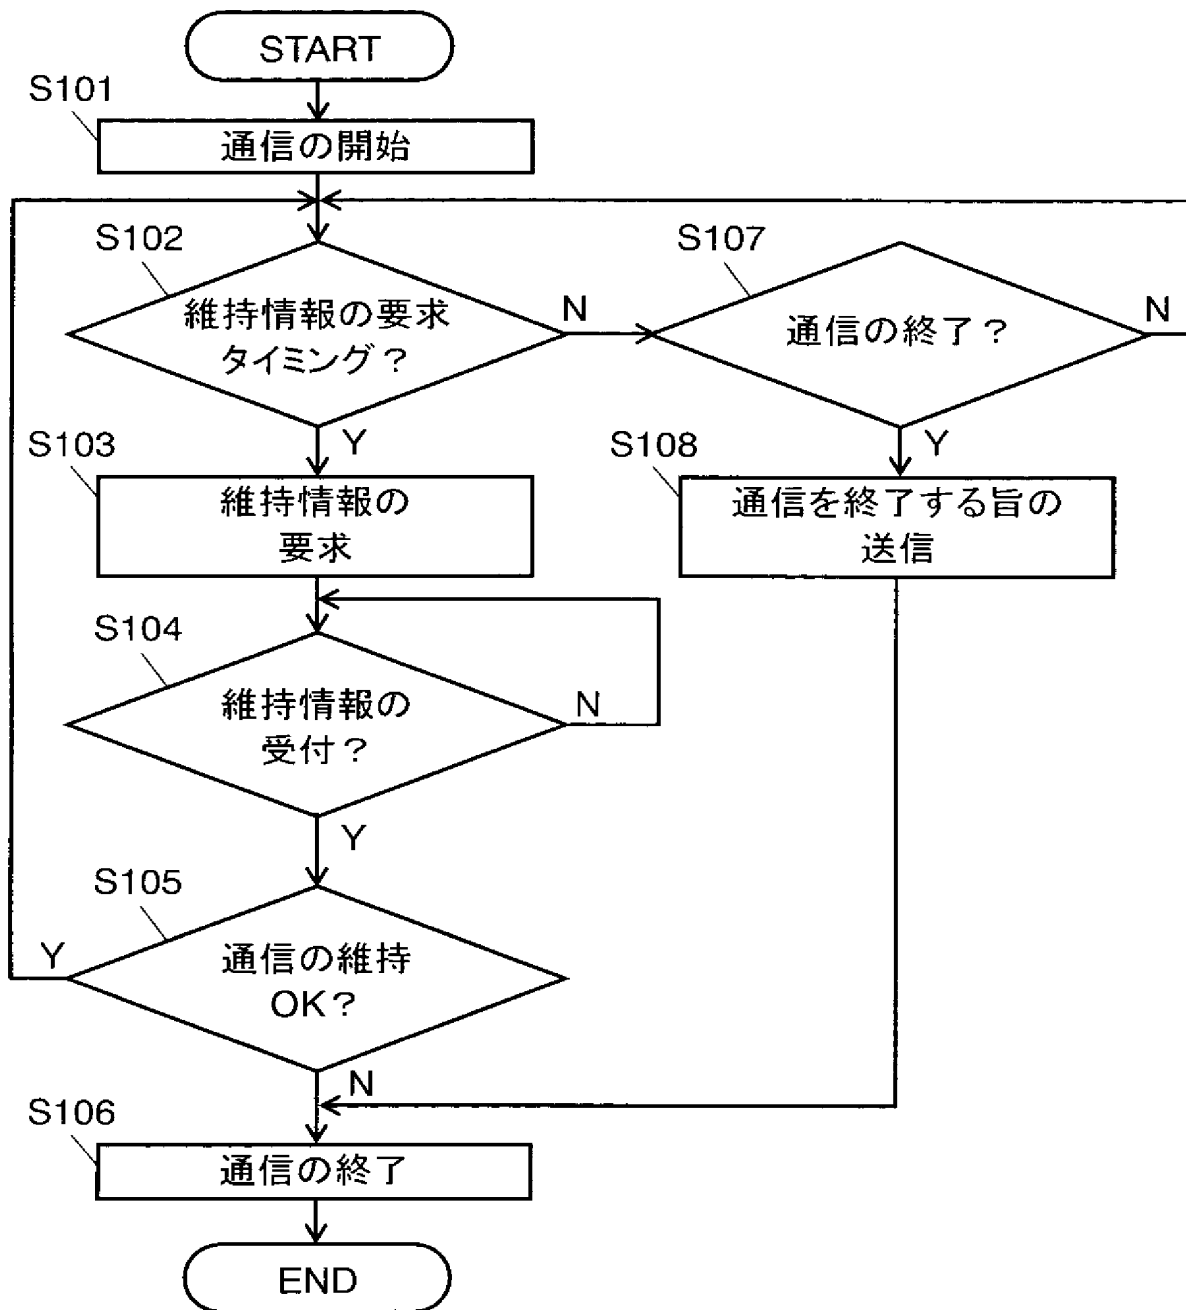 START
S101
通信の開始
S102
維持情報の要求
タイミング？
N
Y
S107
通信の終了？
N
Y
S103
維持情報の
要求
S108
通信を終了する旨の
送信
S104
維持情報の
受付？
N
Y
S105
通信の維持
OK？
Y
N
S106
通信の終了
END